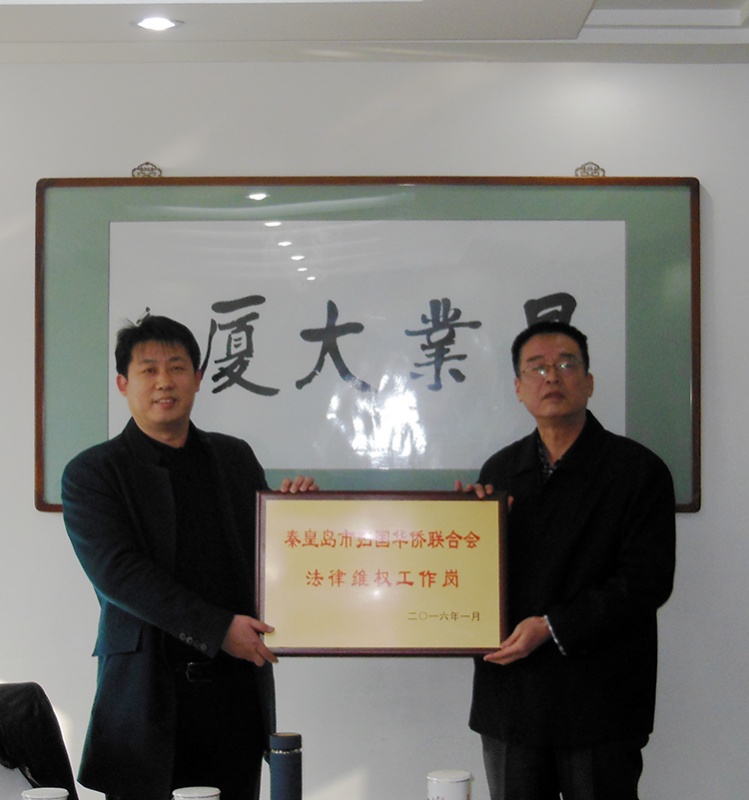 業大厦
秦皇岛市归国华侨联合会
法律维权工作岗
二〇一六年一月